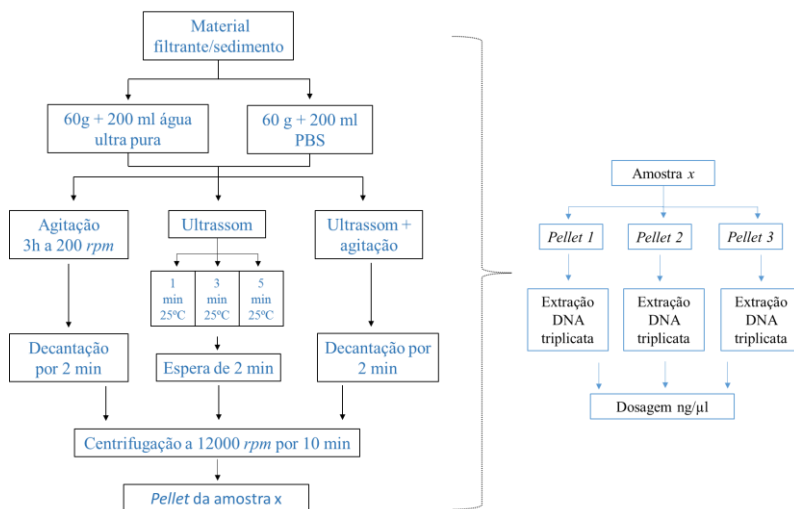 Material
filtrante/sedimento
60g + 200 ml água
ultra pura
60 g + 200 ml
PBS
Agitação
3h a 200 rpm
Ultrassom
Ultrassom +
agitação
1
min
25ºC
3
min
25ºC
5
min
25ºC
Decantação
por 2 min
Espera de 2 min
Decantação por
2 min
Centrifugação a 12000 rpm por 10 min
Pellet da amostra x
Amostra x
Pellet 1
Pellet 2
Pellet 3
Extração
DNA
triplicata
Extração
DNA
triplicata
Extração
DNA
triplicata
Dosagem ng/µl